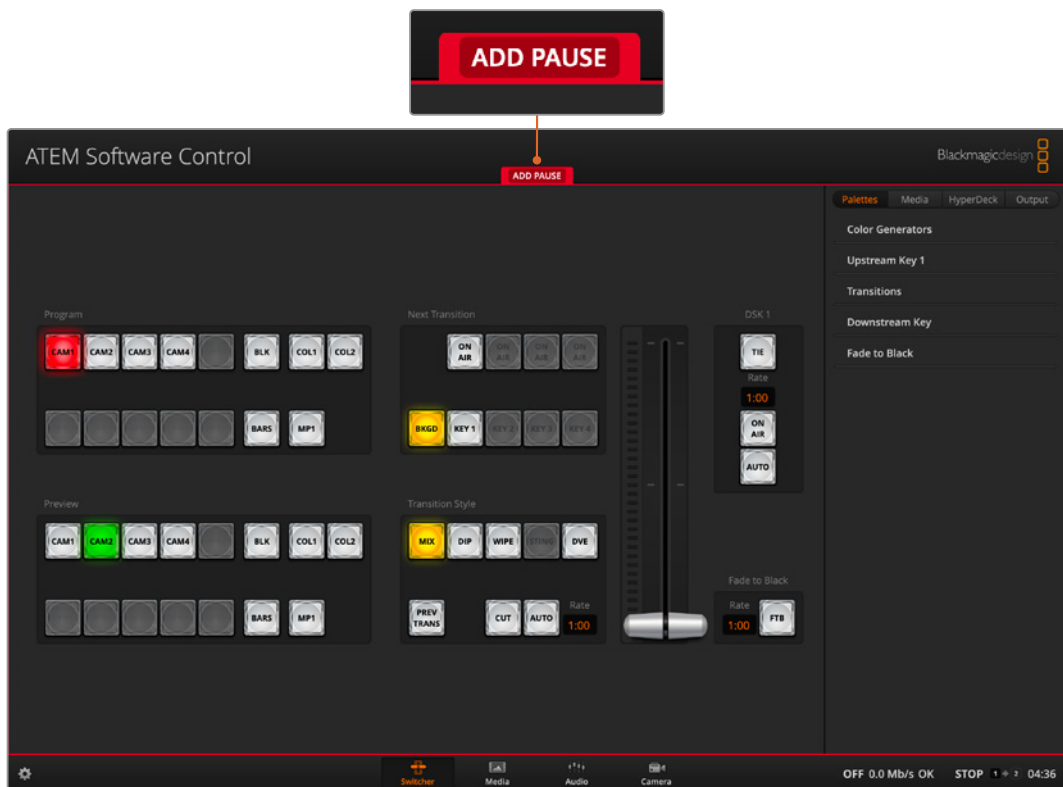 ADD PAUSE
ATEM Software Control
Blackmagicdesign
ADD PAUSE
Palettes Media HyperDeck Output
Color Generators
Upstream Key 1
Transitions
Downstream Key
Fade to Black
Program
CAM1 CAM2 CAM3 CAM4 BLK COL1 COL2
BARS MP1
Next Transition
ON AIR ON AIR ON AIR ON AIR
BKGD KEY 1 KEY 2 KEY 3 KEY 4
DSK 1
TIE
Rate
1:00
ON AIR
AUTO
Preview
CAM1 CAM2 CAM3 CAM4 BLK COL1 COL2
BARS MP1
Transition Style
MIX DIP WIPE STING DVE
PREV TRANS CUT AUTO Rate 1:00
Fade to Black
Rate
1:00 FTB
Switcher Media Audio Camera
OFF 0.0 Mb/s OK STOP 1 2 04:36